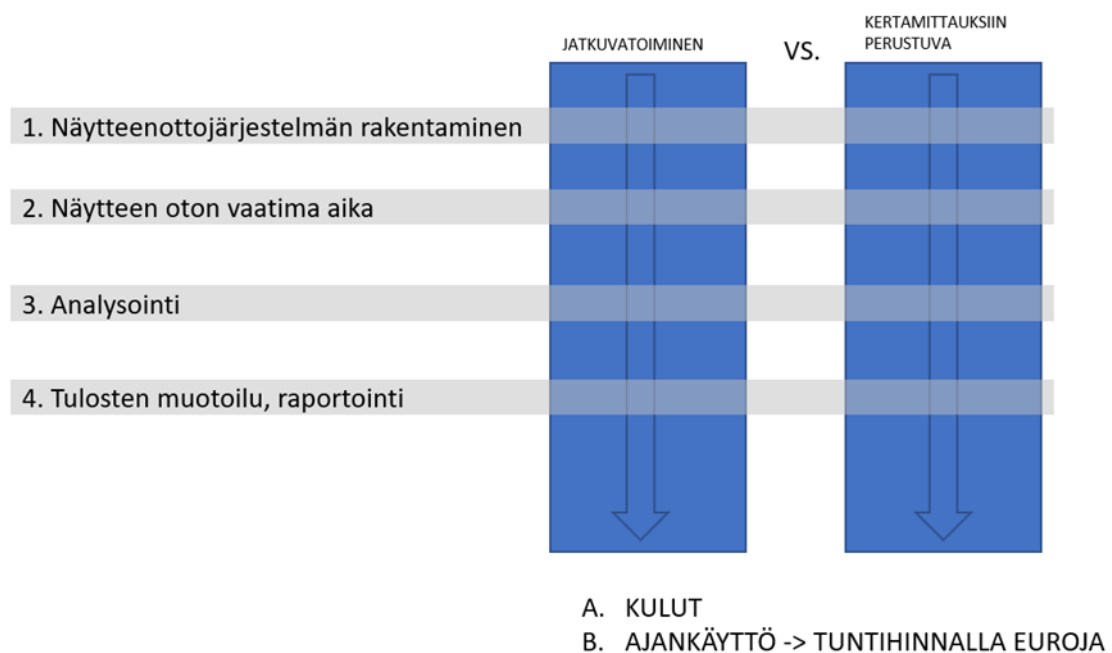 JATKUVATOIMINEN
VS.
KERTAMITTAUKSIIN
PERUSTUVA
1. Näytteenottojärjestelmän rakentaminen
2. Näytteen oton vaatima aika
3. Analysointi
4. Tulosten muotoilu, raportointi
A. KULUT
B. AJANKÄYTTÖ -> TUNTIHINNALLA EUROJA